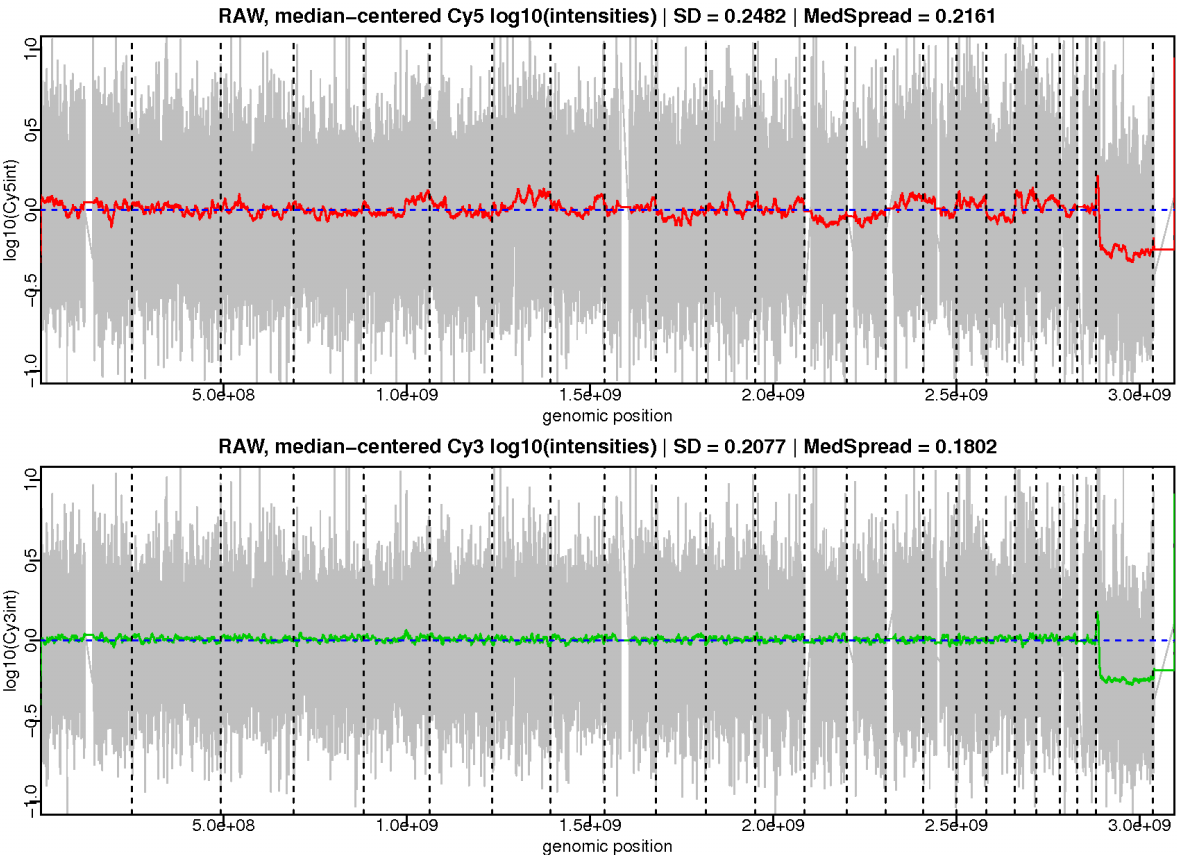 RAW, median−centered Cy5 log10(intensities) | SD = 0.2482 | MedSpread = 0.2161
log10(Cy5int)
1.0
0.5
0.0
−0.5
−1.0
5.0e+08 1.0e+09 1.5e+09 2.0e+09 2.5e+09 3.0e+09
genomic position
RAW, median−centered Cy3 log10(intensities) | SD = 0.2077 | MedSpread = 0.1802
log10(Cy3int)
1.0
0.5
0.0
−0.5
−1.0
5.0e+08 1.0e+09 1.5e+09 2.0e+09 2.5e+09 3.0e+09
genomic position